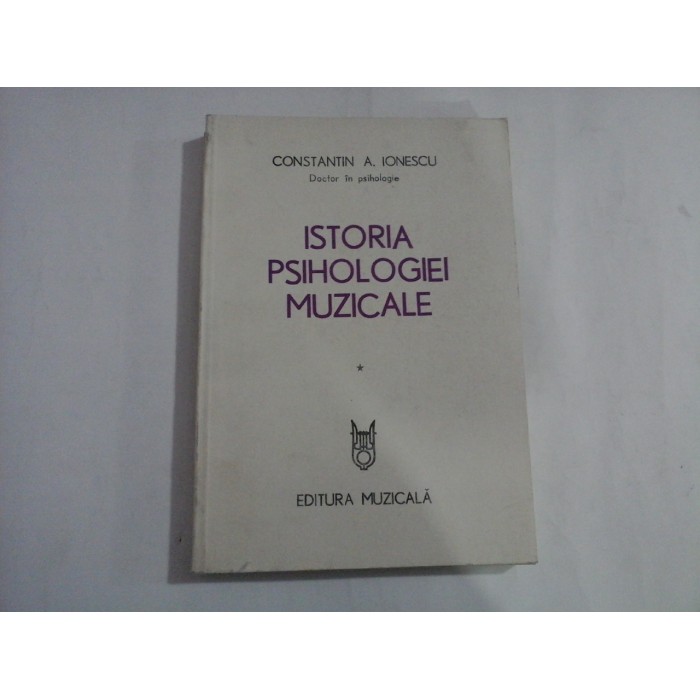 CONSTANTIN A. IONESCU
Doctor în psihologie
ISTORIA
PSIHOLOGIEI
MUZICALE
*
EDITURA MUZICALĂ